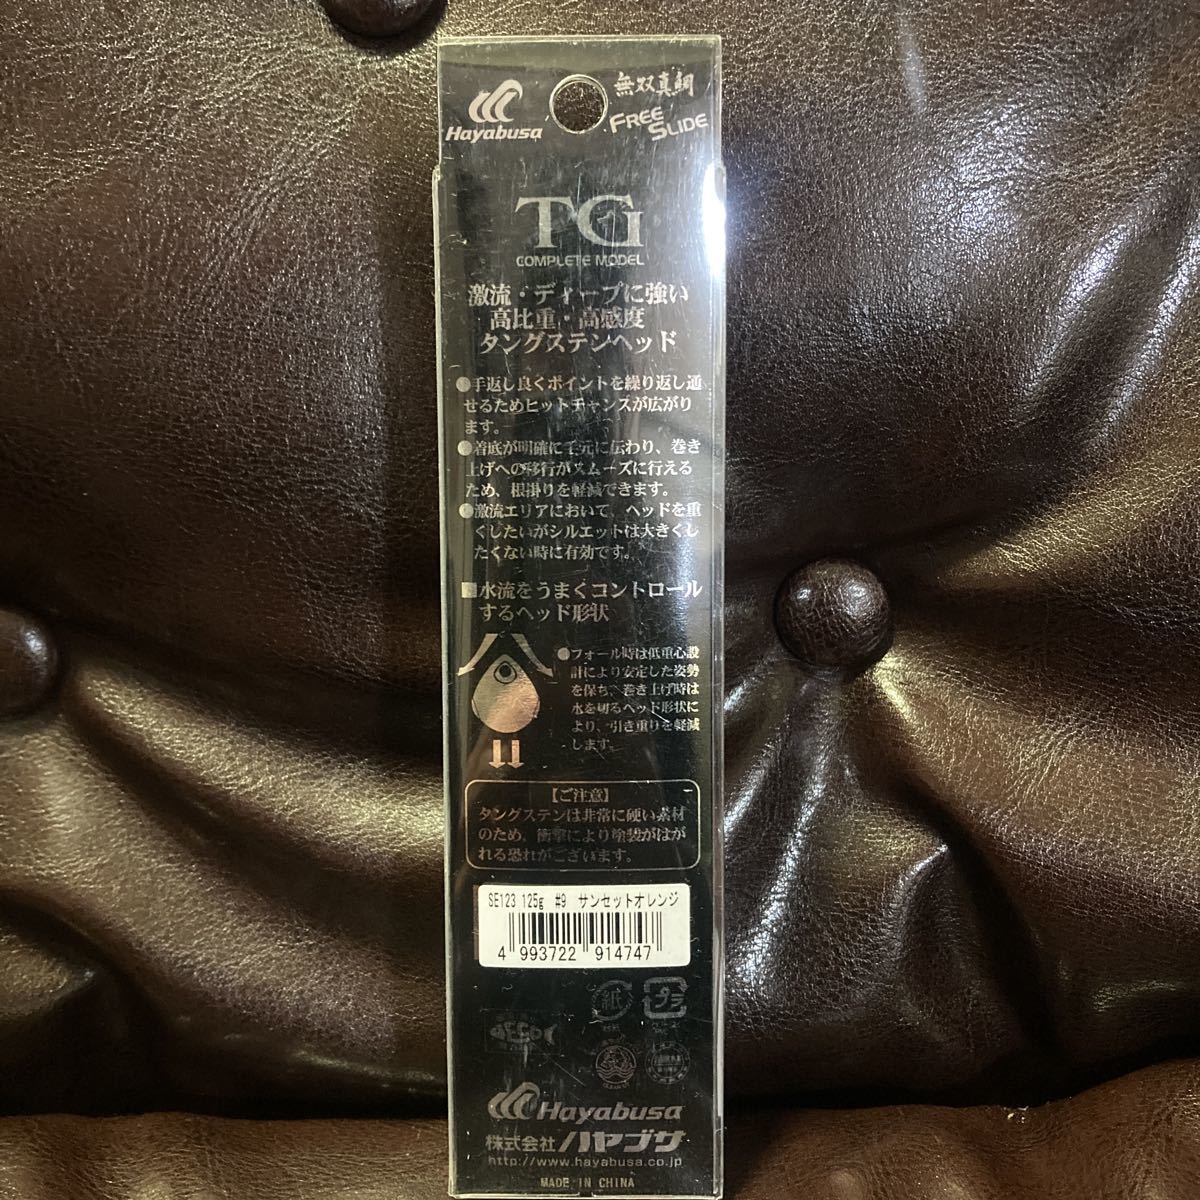 Hayabusa
無双真鯛
FREE
SLIDE
TG
COMPLETE MODEL
激流・ディープに強い
高比重・高感度
タングステンヘッド
●手返し良くポイントを繰り返し通
せるためヒットチャンスが広がり
ます。
●着底が明確に手元に伝わり、巻き
上げへの移行がスムーズに行える
ため、根掛りを軽減できます。
●激流エリアにおいて、ヘッドを重
くしたいがシルエットは大きくし
たくない時に有効です。
■水流をうまくコントロール
するヘッド形状
●フォール時は低重心設
計により安定した姿勢
を保ち、巻き上げ時は
水を切るヘッド形状に
より、引き重りを軽減
します。
【ご注意】
タングステンは非常に硬い素材
のため、衝撃により塗装がはが
れる恐れがございます。
SE123 125g #9 サンセットオレンジ
4 993722 914747
紙
プラ
Hayabusa
株式会社ハヤブサ
http://www.hayabusa.co.jp
MADE IN CHINA